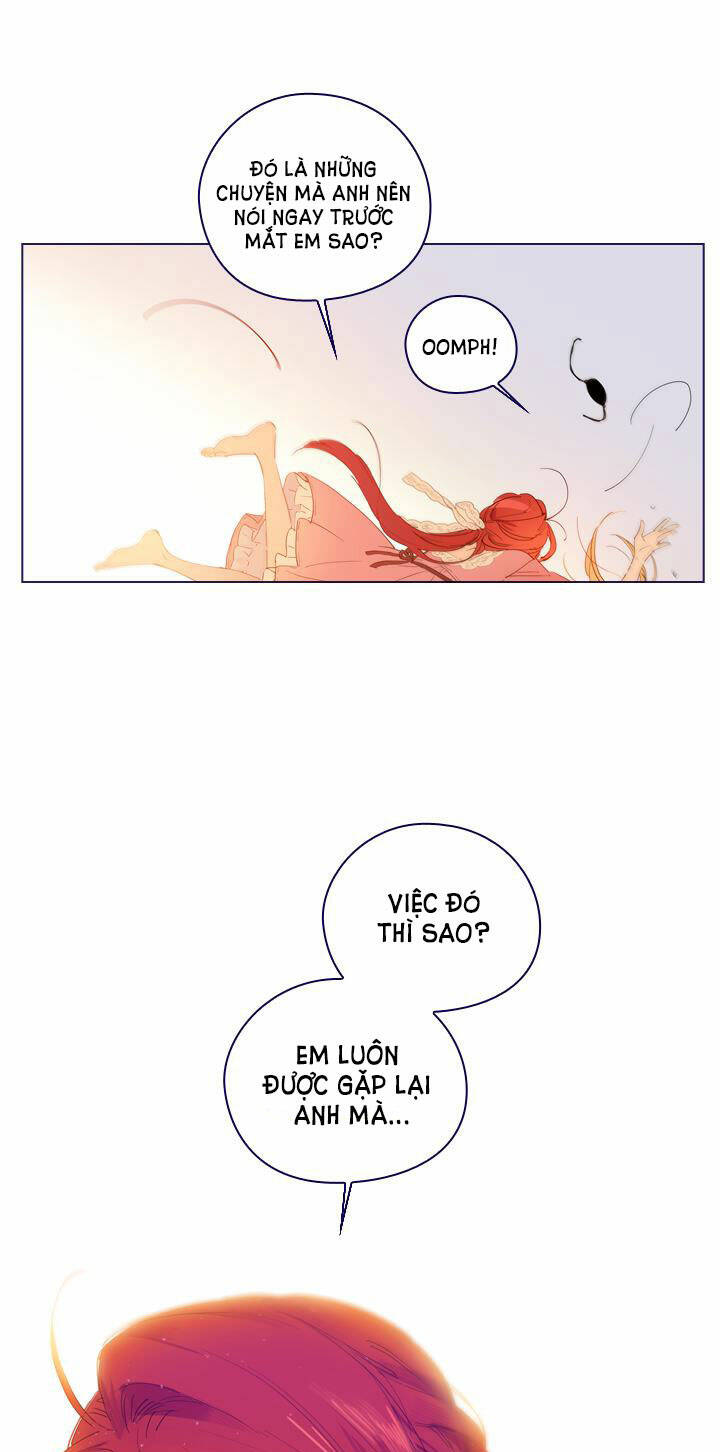 ĐÓ LÀ NHỮNG
CHUYỆN MÀ ANH NÊN
NÓI NGAY TRƯỚC
MẮT EM SAO?
OOMPH!
VIỆC ĐÓ
THÌ SAO?
EM LUÔN
ĐƯỢC GẶP LẠI
ANH MÀ...